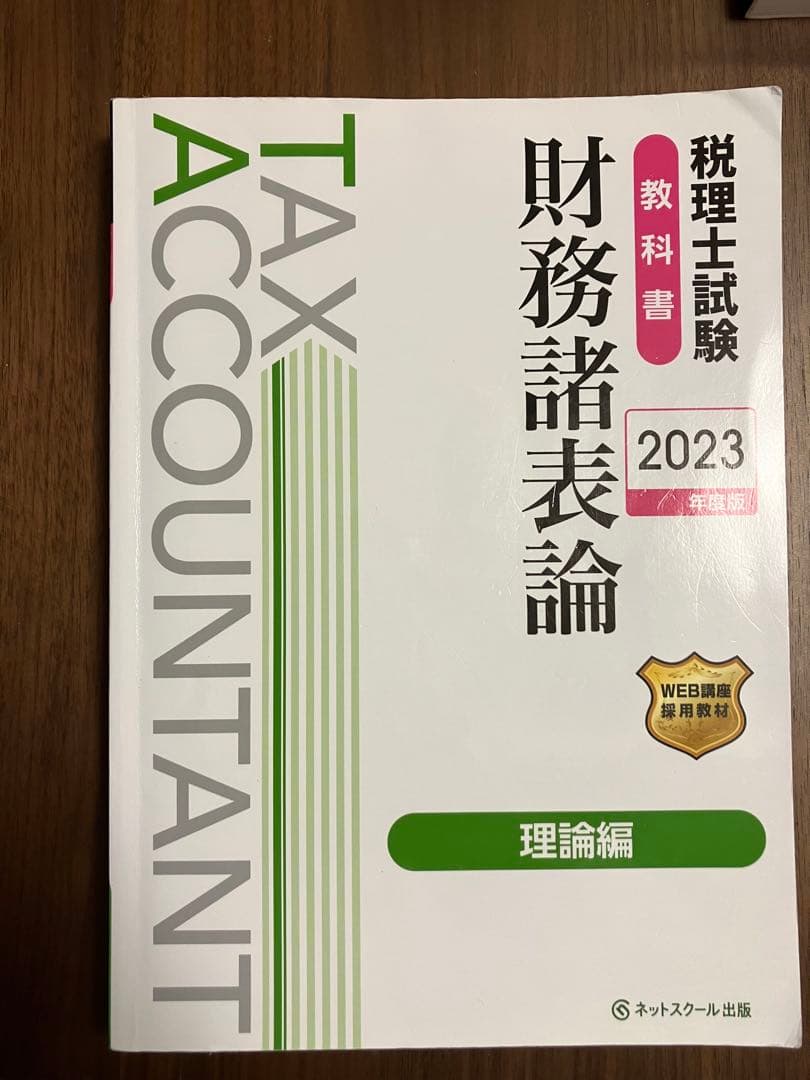 税理士試験
教科書
財務諸表論
2023
年度版
TAX
ACCOUNTANT
WEB講座
採用教材
理論編
ネットスクール出版